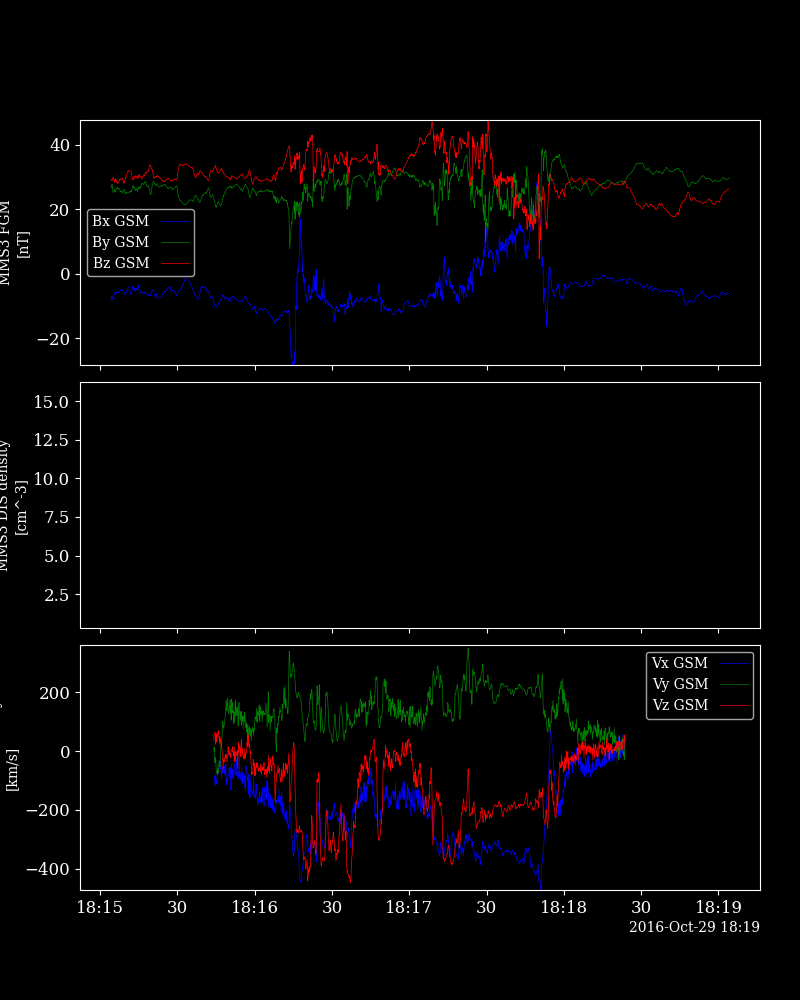 40
20
0
−20
MMS3 FGM
[nT]
Bx GSM
By GSM
Bz GSM
15.0
12.5
10.0
7.5
5.0
2.5
MMS3 DIS density
[cm^-3]
200
0
−200
−400
[km/s]
Vx GSM
Vy GSM
Vz GSM
18:15 30 18:16 30 18:17 30 18:18 30 18:19
2016-Oct-29 18:19